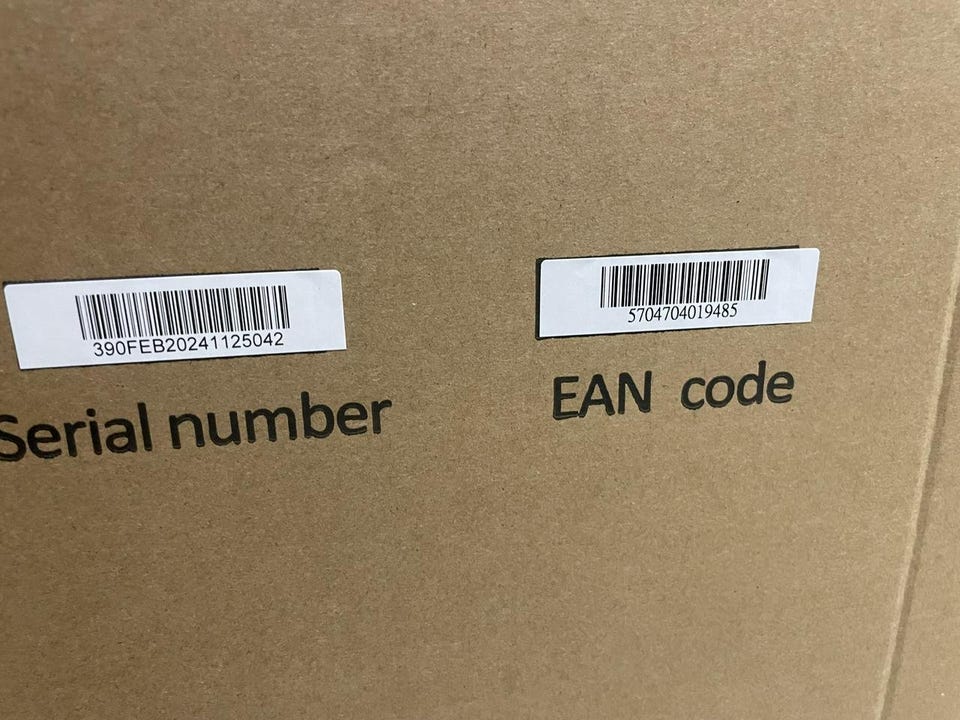 390FEB20241125042
Serial number
5704704019485
EAN code